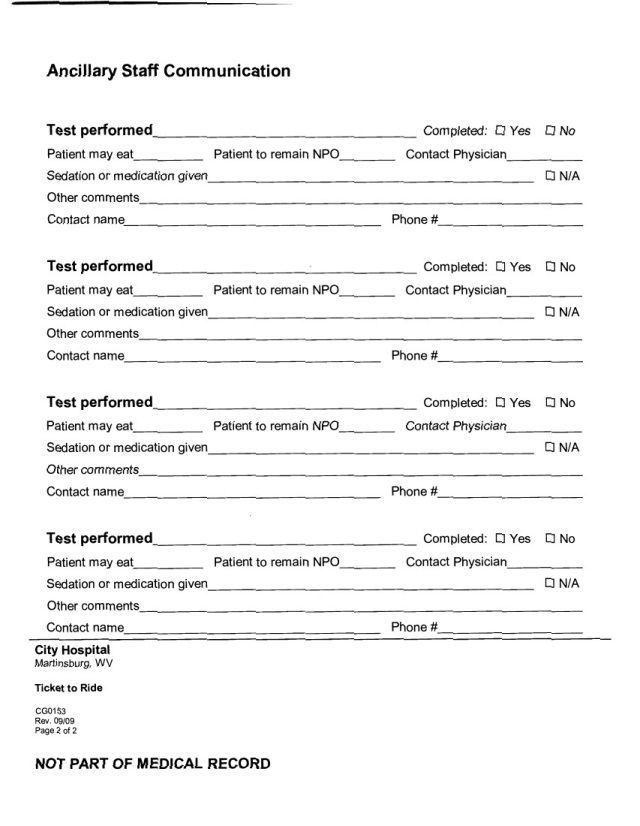 Ancillary Staff Communication
Test performed Completed: ☐ Yes ☐ No
Patient may eat Patient to remain NPO Contact Physician
Sedation or medication given ☐ N/A
Other comments
Contact name Phone #
Test performed Completed: ☐ Yes ☐ No
Patient may eat Patient to remain NPO Contact Physician
Sedation or medication given ☐ N/A
Other comments
Contact name Phone #
Test performed Completed: ☐ Yes ☐ No
Patient may eat Patient to remain NPO Contact Physician
Sedation or medication given ☐ N/A
Other comments
Contact name Phone #
Test performed Completed: ☐ Yes ☐ No
Patient may eat Patient to remain NPO Contact Physician
Sedation or medication given ☐ N/A
Other comments
Contact name Phone #
City Hospital
Martinsburg, WV
Ticket to Ride
CG0153
Rev. 09/09
Page 2 of 2
NOT PART OF MEDICAL RECORD